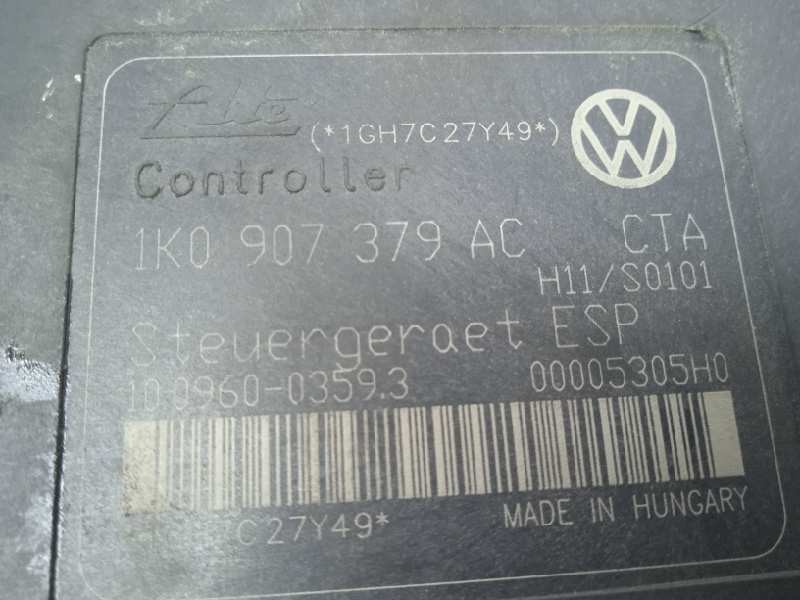 Ate (*1GH7C27Y49*)
Controller
1K0 907 379 AC CTA
H11/S0101
Steuergeraet ESP
10.0960-0359.3 00005305H0
C27Y49* MADE IN HUNGARY